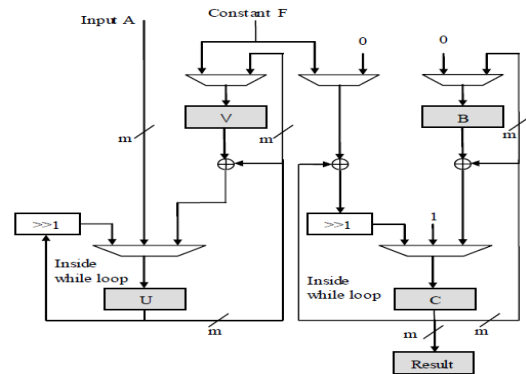 Constant F
Input A
0
0
V
B
m
m
m
>>1
>>1
1
Inside
while loop
Inside
while loop
U
C
m
m
m
Result